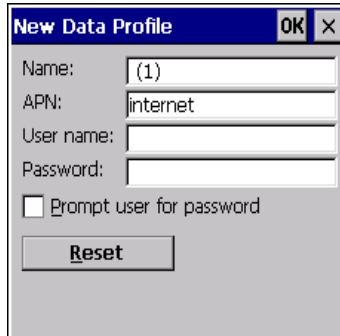 New Data Profile OK ×
Name: (1)
APN: internet
User name:
Password:
Prompt user for password
Reset